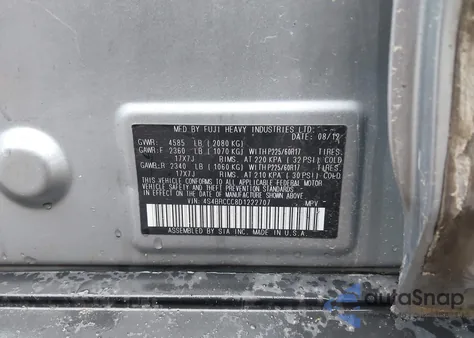 MFD.BY FUJI HEAVY INDUSTRIES LTD.
DATE: 08/12
GVWR: 4585 LB (2080 KG)
GAWR:F 2360 LB (1070 KG) WITH P225/60R17 TIRES,
17X7J RIMS, AT 220 KPA (32 PSI) COLD
GAWR:R 2340 LB (1060 KG) WITH P225/60R17 TIRES,
17X7J RIMS, AT 210 KPA (30 PSI) COLD
THIS VEHICLE CONFORMS TO ALL APPLICABLE FEDERAL MOTOR
VEHICLE SAFETY AND THEFT PREVENTION STANDARDS
IN EFFECT ON THE DATE OF MANUFACTURE SHOWN ABOVE.
VIN: 4S4BRCCC8D1222707 MPV
ASSEMBLED BY SIA INC. MADE IN U.S.A.
autoSnap